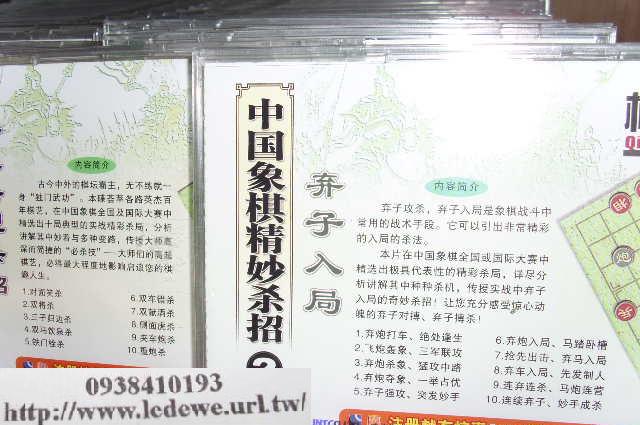 内容简介
古今中外的棋坛霸主，无不练就一
身“独门武功”。本碟荟萃各路英杰百
年棋艺，在中国象棋全国及国际大赛中
精选出十局典型的实战精彩杀局，分析
讲解其中妙着与多种变路，传授大师高
深而简捷的“必杀技”——大师们的高超
棋艺，必将最大程度地影响启迪您的棋
癮人生。
1.对面笑杀
2.双将杀
3.三子归边杀
4.双马饮泉杀
5.铁门栓杀
6.双车错杀
7.双献酒杀
8.侧面虎杀
9.夹车炮杀
10.
中国象棋精妙杀招
2
弃子入局
内容简介
弃子攻杀，弃子入局是象棋战斗中
常用的战术手段。它可以引出非常精彩
的入局的杀法。
本片在中国象棋全国或国际大赛中
精选出极具代表性的精彩杀局，详尽分
析讲解其中种种杀机，传授实战中弃子
入局的奇妙杀招！让您充分感受惊心动
魄的弃子对搏、弃子搏杀！
1.弃炮打车、绝处逢生
2.飞炮轰象、三军联攻
3.弃炮杀象、猛攻中路
4.弃炮夺象、一举占优
5.弃子强攻、突发妙手
6.弃炮入局、马踏卧槽
7.抢先出击、弃马入局
8.弃车入局、先发制人
9.连弃连杀、马炮连营
10.连续弃子、妙手成杀
0938410193
http://www.lcdewe.url.tw/